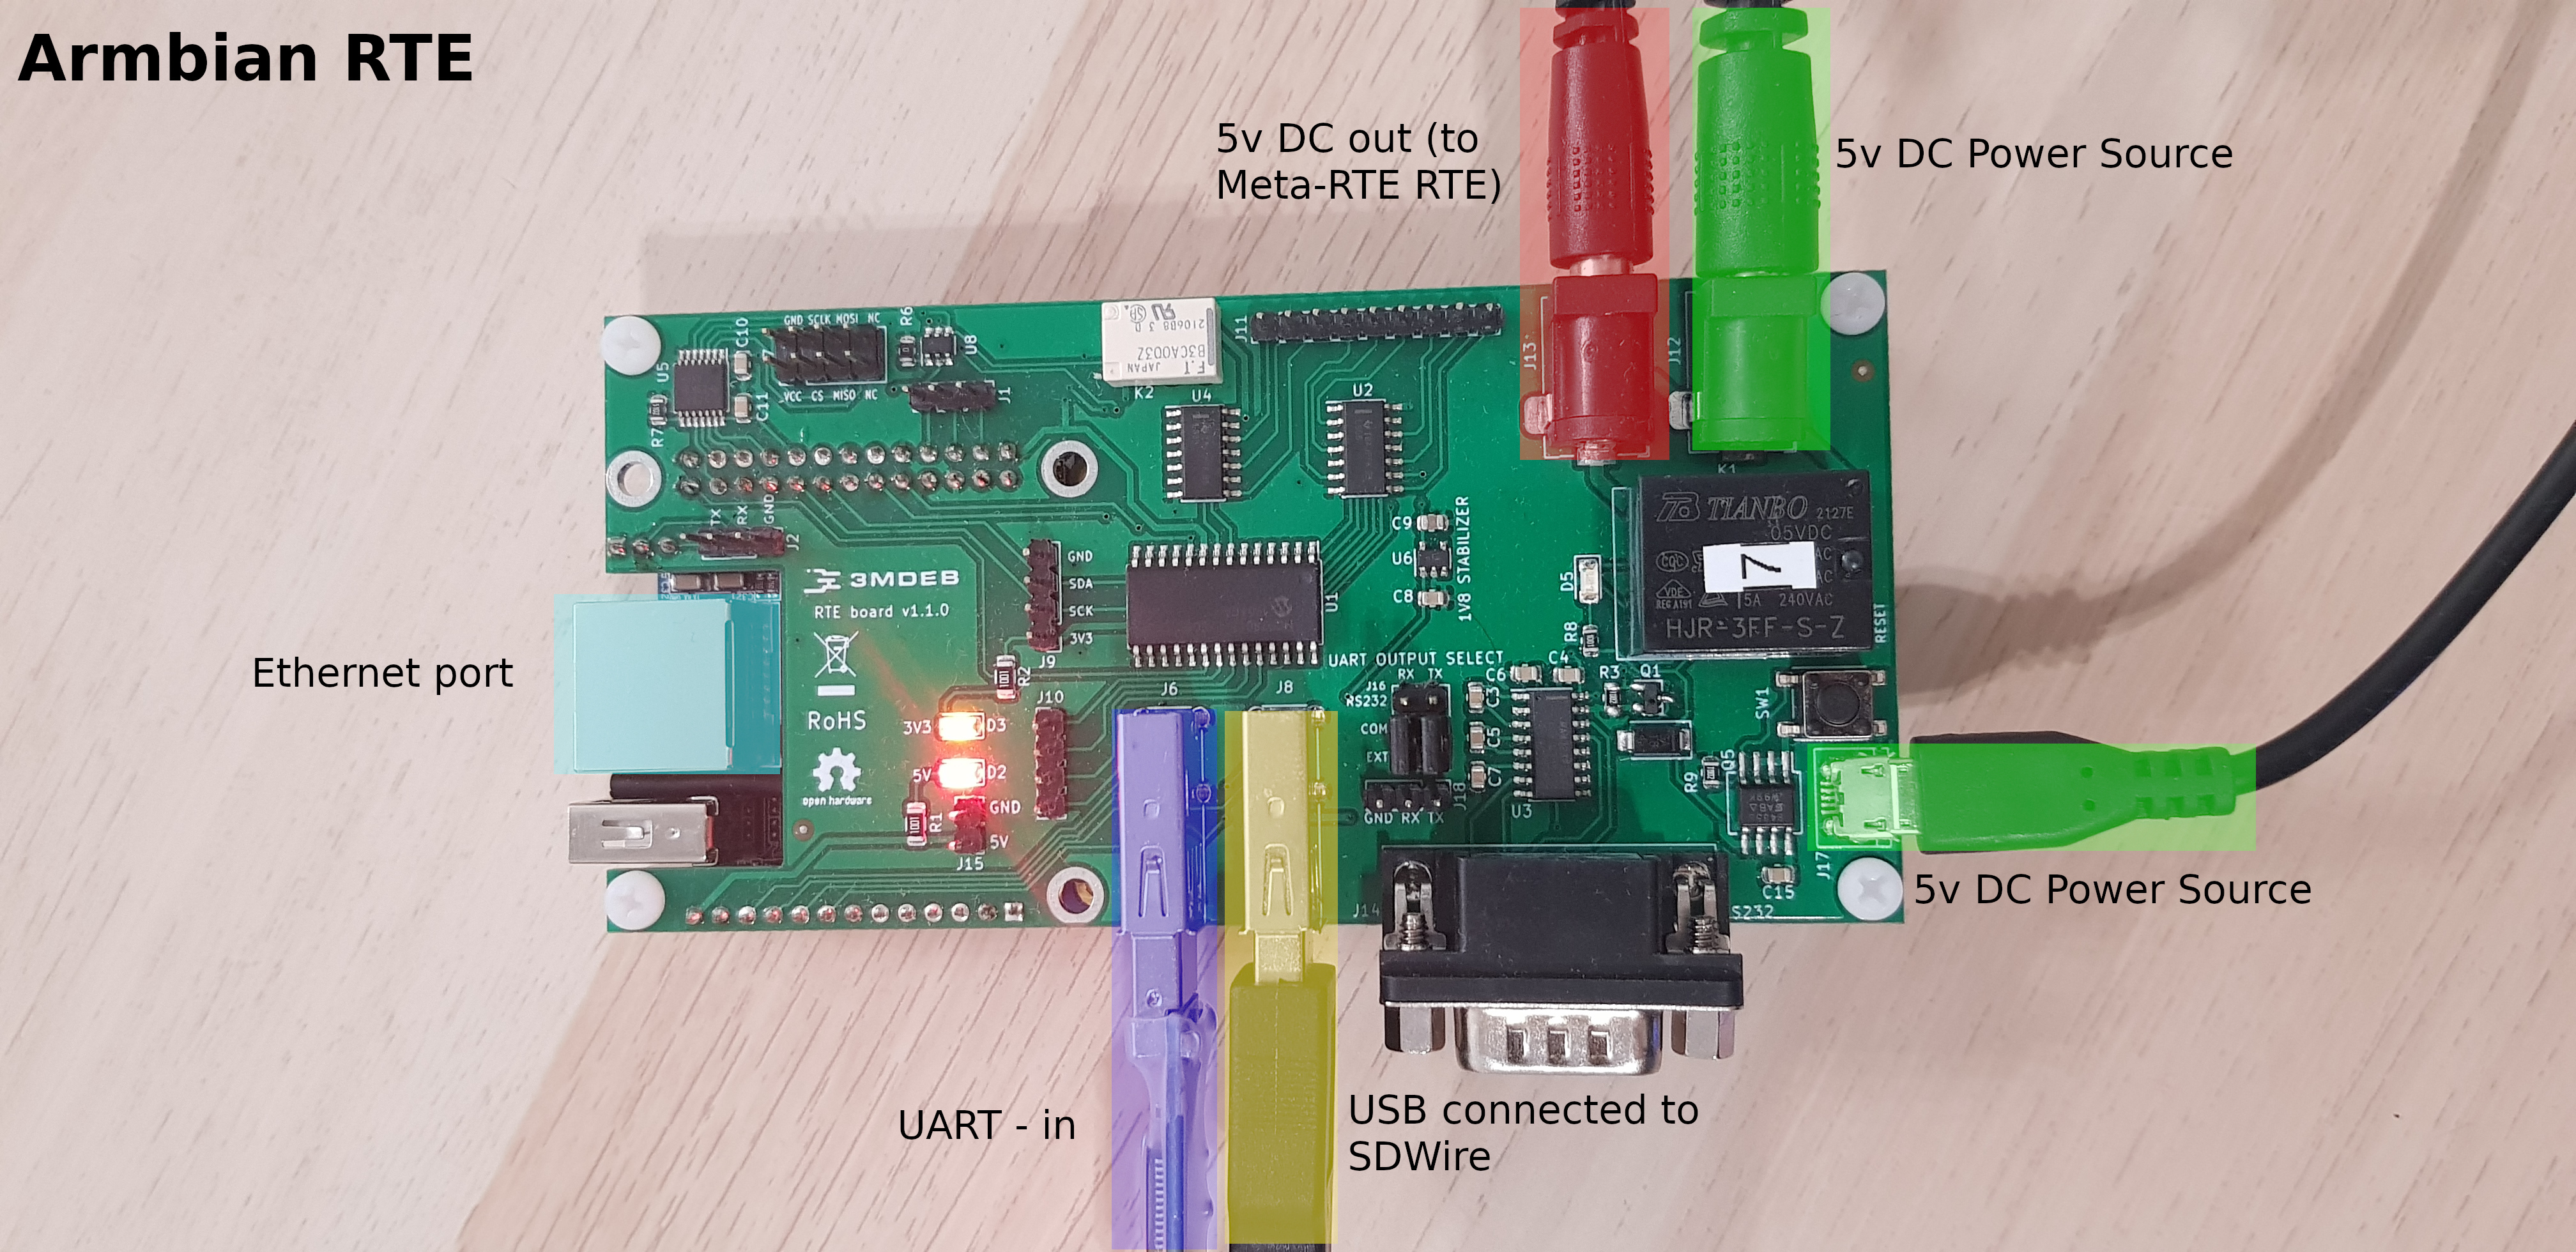 Armbian RTE
5v DC out (to
Meta-RTE RTE)
5v DC Power Source
GND SCLK MOSI NC
VCC CS MISO NC
C10
R6
U8
U5
C11
R7
J1
K2
U4
U2
J11
J13
J12
K1
210688 3 D
B3CA003Z
F.T
JAPAN
TX
RX
GND
J2
3MDEB
RTE board v1.1.0
RoHS
open hardware
GND
SDA
SCK
3V3
J9
R2
J10
U1
C9
U6
C8
1V8 STABILIZER
D5
R8
TIANBO
2127E
05VDC
7
5A 240VAC
HJR-3FF-S-Z
RESET
UART OUTPUT SELECT
RX TX
J16
RS232
COM
EXT
GND RX TX
J18
C6
C4
C3
C5
C7
U3
R3
Q1
SW1
Q5
R9
J17
C15
J6
J8
3V3
D3
5V
D2
GND
5V
R1
J15
J14
S232
Ethernet port
5v DC Power Source
UART - in
USB connected to
SDWire